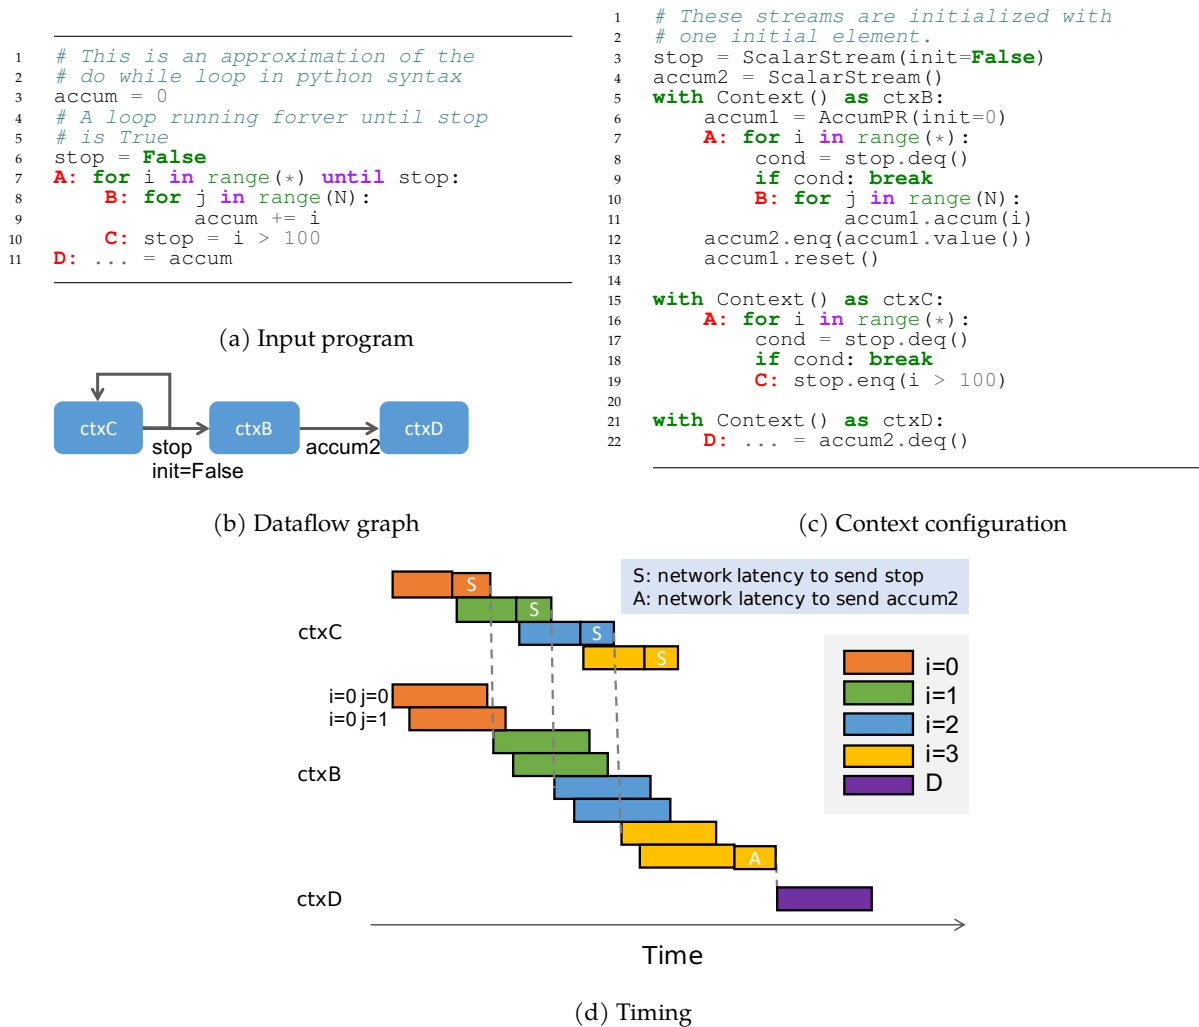 1 # This is an approximation of the
2 # do while loop in python syntax
3 accum = 0
4 # A loop running forver until stop
5 # is True
6 stop = False
7 A: for i in range(*) until stop:
8 B: for j in range(N):
9 accum += i
10 C: stop = i > 100
11 D: ... = accum
(a) Input program
ctxC
ctxB
ctxD
stop
init=False
accum2
(b) Dataflow graph
1 # These streams are initialized with
2 # one initial element.
3 stop = ScalarStream(init=False)
4 accum2 = ScalarStream()
5 with Context() as ctxB:
6 accum1 = AccumPR(init=0)
7 A: for i in range(*):
8 cond = stop.deq()
9 if cond: break
10 B: for j in range(N):
11 accum1.accum(i)
12 accum2.enq(accum1.value())
13 accum1.reset()
14
15 with Context() as ctxC:
16 A: for i in range(*):
17 cond = stop.deq()
18 if cond: break
19 C: stop.enq(i > 100)
20
21 with Context() as ctxD:
22 D: ... = accum2.deq()
(c) Context configuration
S: network latency to send stop
A: network latency to send accum2
S
S
S
S
ctxC
i=0 j=0
i=0 j=1
ctxB
A
ctxD
i=0
i=1
i=2
i=3
D
Time
(d) Timing